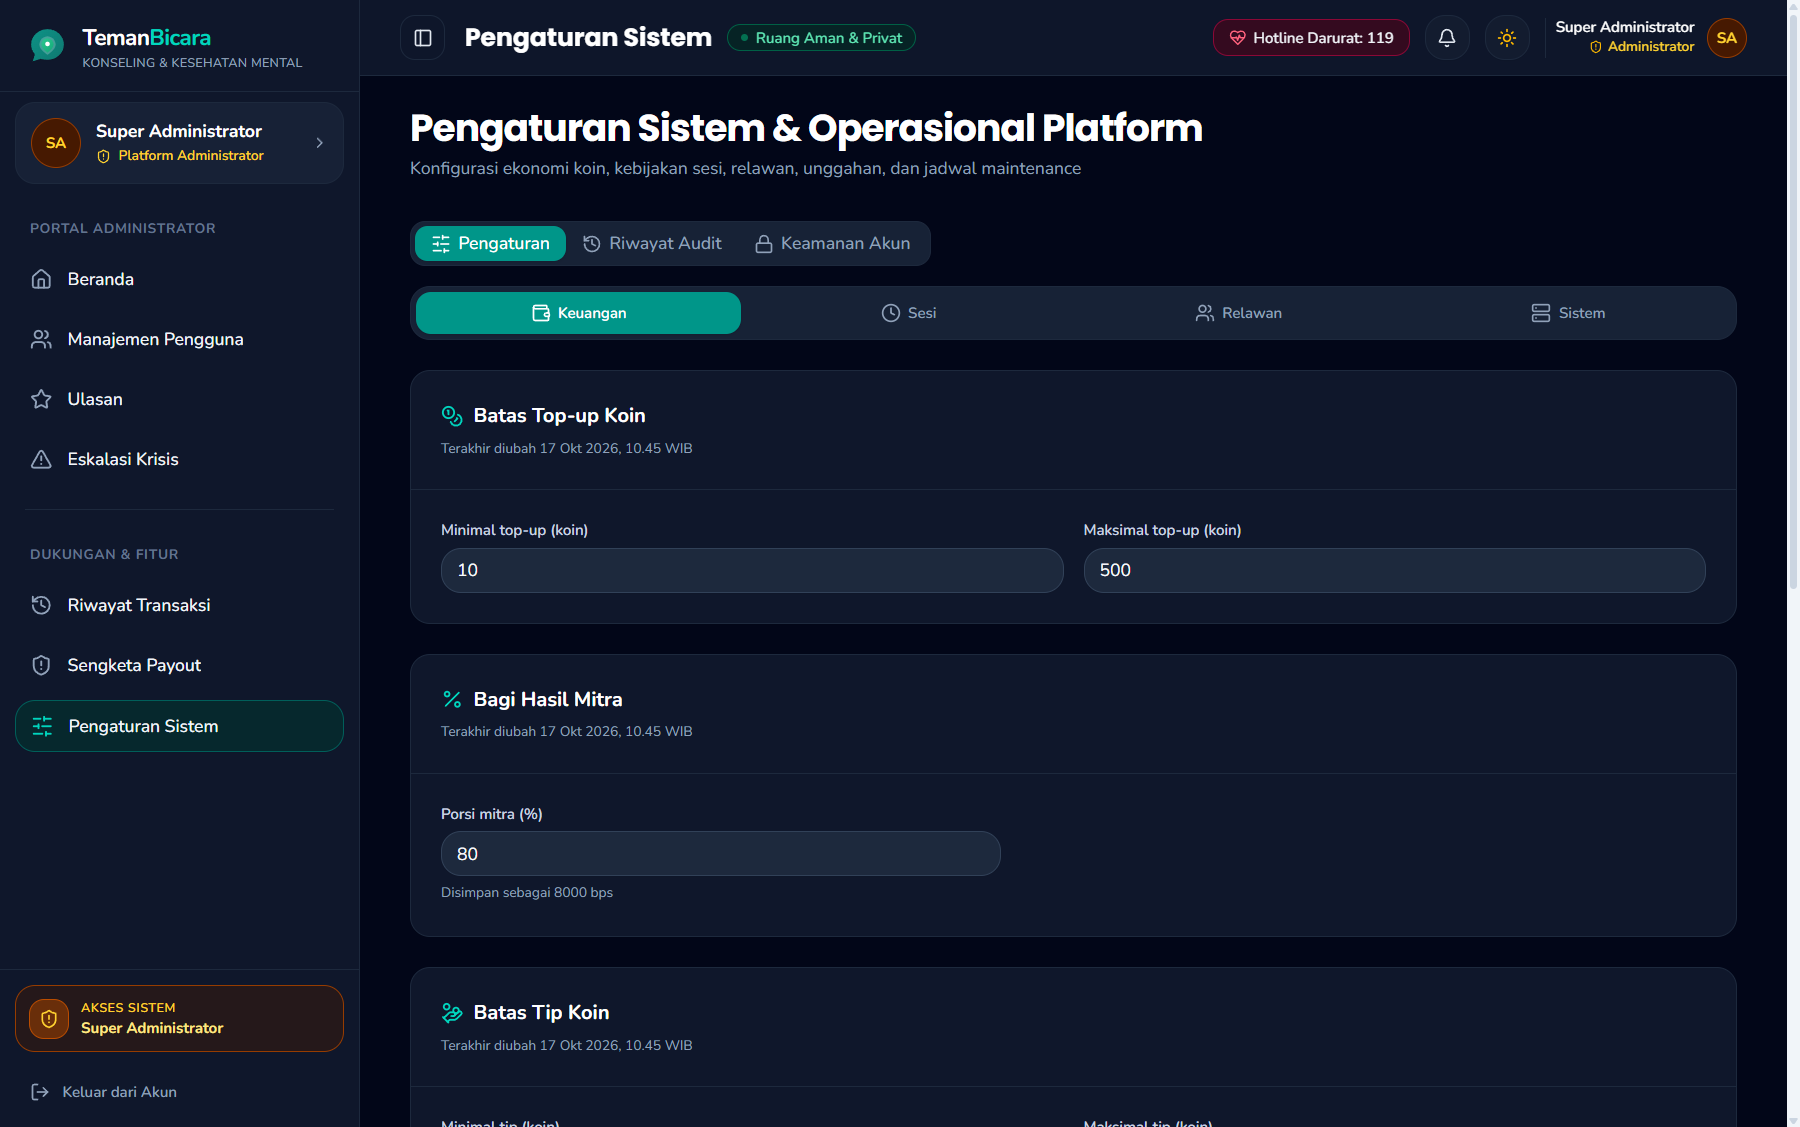 TemanBicara
KONSELING & KESEHATAN MENTAL
SA
Super Administrator
Platform Administrator
PORTAL ADMINISTRATOR
Beranda
Manajemen Pengguna
Ulasan
Eskalasi Krisis
DUKUNGAN & FITUR
Riwayat Transaksi
Sengketa Payout
Pengaturan Sistem
AKSES SISTEM
Super Administrator
Keluar dari Akun
Pengaturan Sistem
Ruang Aman & Privat
Hotline Darurat: 119
Super Administrator
Administrator
SA
Pengaturan Sistem & Operasional Platform
Konfigurasi ekonomi koin, kebijakan sesi, relawan, unggahan, dan jadwal maintenance
Pengaturan
Riwayat Audit
Keamanan Akun
Keuangan
Sesi
Relawan
Sistem
Batas Top-up Koin
Terakhir diubah 17 Okt 2026, 10.45 WIB
Minimal top-up (koin)
Maksimal top-up (koin)
10
500
Bagi Hasil Mitra
Terakhir diubah 17 Okt 2026, 10.45 WIB
Porsi mitra (%)
80
Disimpan sebagai 8000 bps
Batas Tip Koin
Terakhir diubah 17 Okt 2026, 10.45 WIB
Minimal tip (koin)
Maksimal tip (koin)